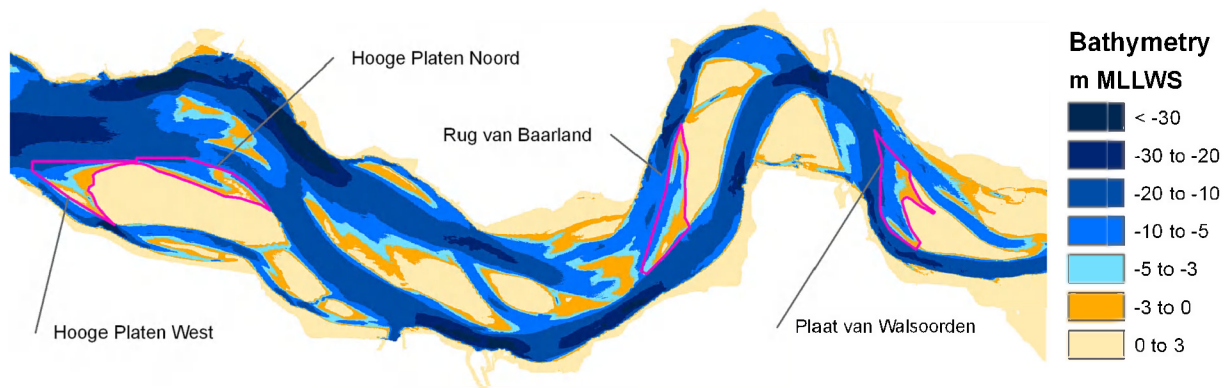 Hooge Platen Noord
Rug van Baarland
Hooge Platen West
Plaat van Walsoorden
Bathymetry
m MLLWS
< -30
-30 to -20
-20 to -10
-10 to -5
-5 to -3
-3 to 0
0 to 3